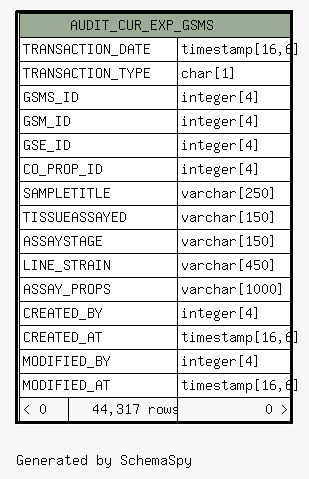 AUDIT_CUR_EXP_GSMS
TRANSACTION_DATE timestamp[16,6]
TRANSACTION_TYPE char[1]
GSMS_ID integer[4]
GSM_ID integer[4]
GSE_ID integer[4]
CO_PROP_ID integer[4]
SAMPLETITLE varchar[250]
TISSUEASSAYED varchar[150]
ASSAYSTAGE varchar[150]
LINE_STRAIN varchar[450]
ASSAY_PROPS varchar[1000]
CREATED_BY integer[4]
CREATED_AT timestamp[16,6]
MODIFIED_BY integer[4]
MODIFIED_AT timestamp[16,6]
< 0 44,317 rows 0 >
Generated by SchemaSpy